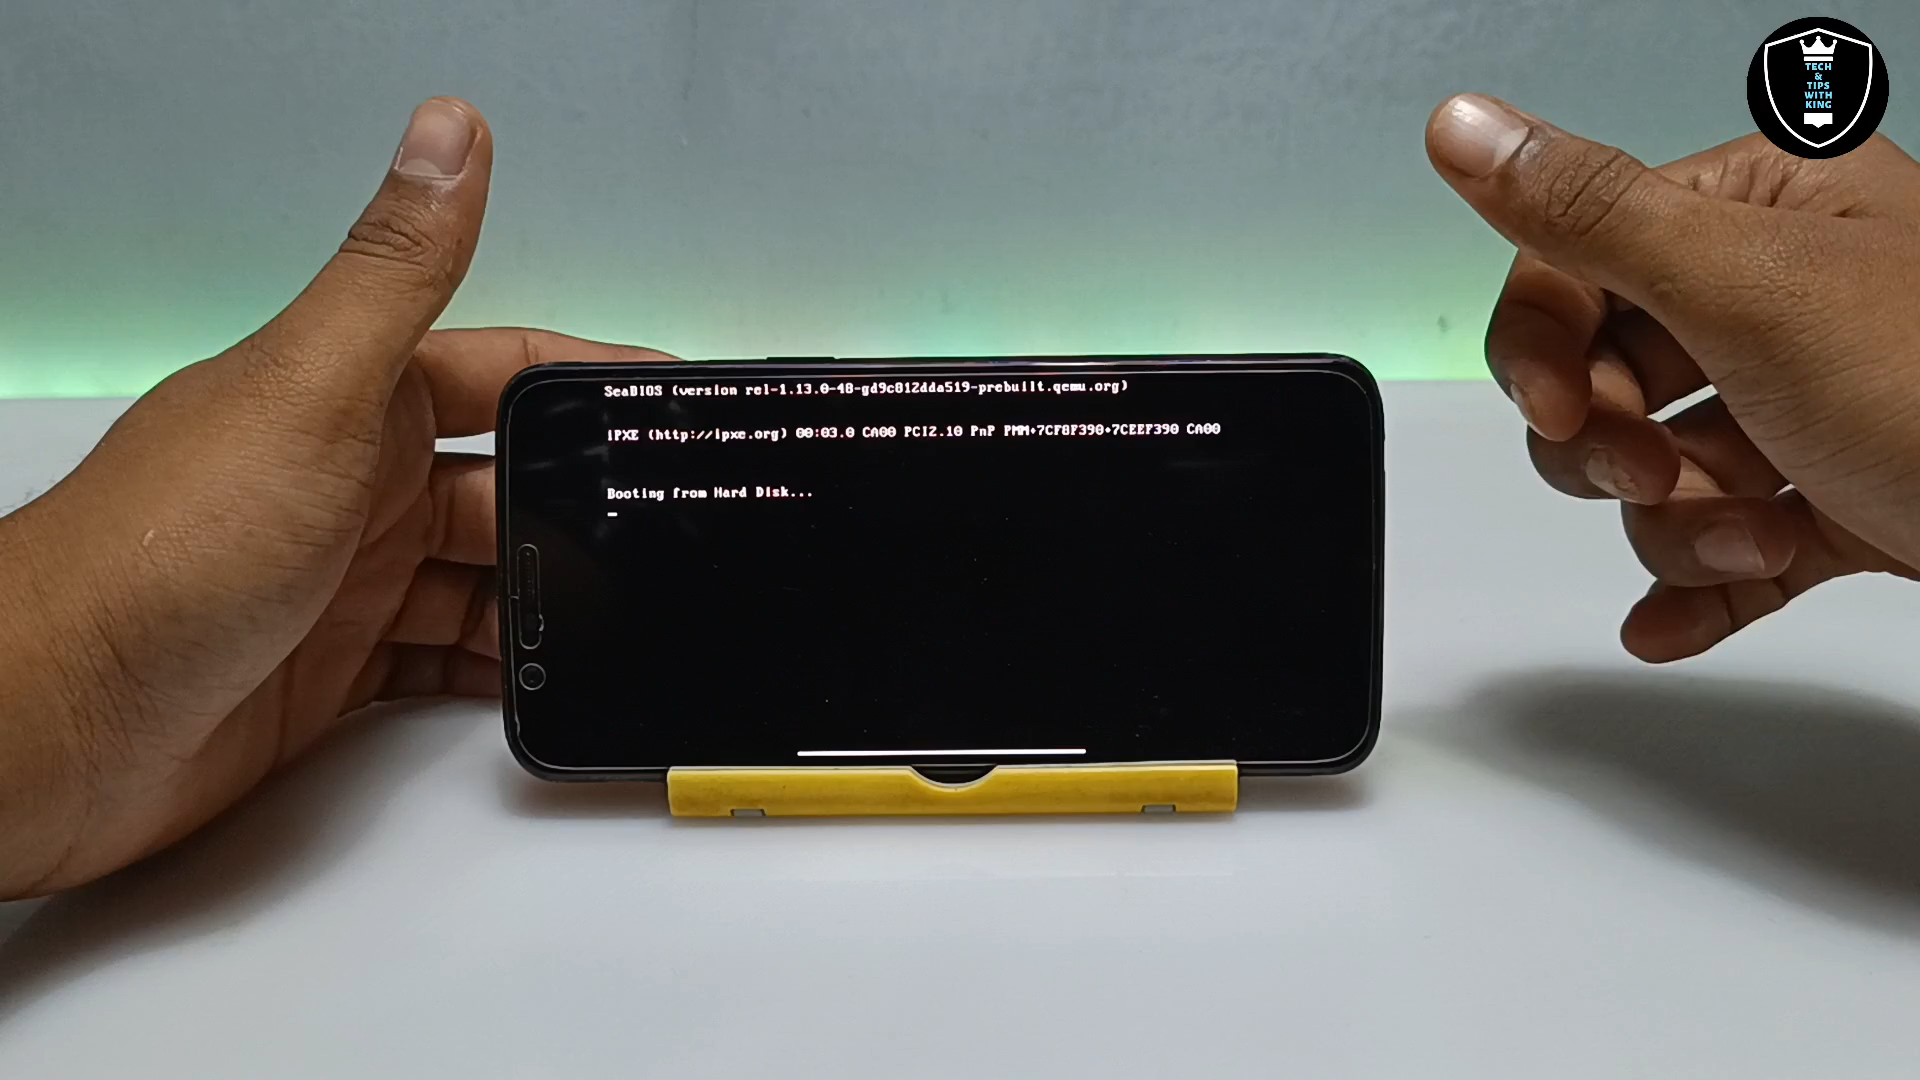 TECH
&
TIPS
WITH
KING
SeaBIOS (version rel-1.13.0-48-gd9c812dda519-prebuilt.qemu.org)
iPXE (http://ipxe.org) 00:03.0 CA00 PCI2.10 PnP PMM+7CF8F390+7CEEF390 CA00
Booting from Hard Disk...